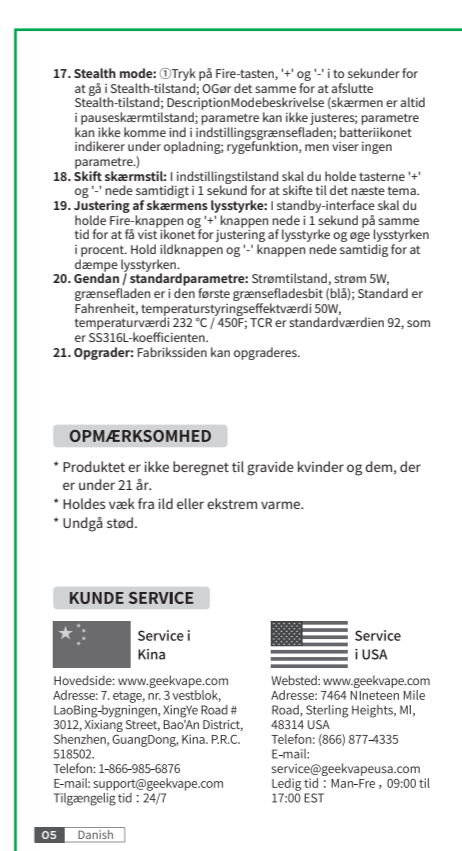 17. Stealth mode: ①Tryk på Fire-tasten, '+' og '-' i to sekunder for
at gå i Stealth-tilstand; OGør det samme for at afslutte
Stealth-tilstand; DescriptionModebeskrivelse (skærmen er altid
i pauseskærmtilstand; parametre kan ikke justeres; parametre
kan ikke komme ind i indstillingsgrænsefladen; batteriikonet
indikerer under opladning; rygefunktion, men viser ingen
parametre.)
18. Skift skærmstil: I indstillingstilstand skal du holde tasterne '+'
og '-' nede samtidigt i 1 sekund for at skifte til det næste tema.
19. Justering af skærmens lysstyrke: I standby-interface skal du
holde Fire-knappen og '+' knappen nede i 1 sekund på samme
tid for at få vist ikonet for justering af lysstyrke og øge lysstyrken
i procent. Hold ildknappen og '-' knappen nede samtidig for at
dæmpe lysstyrken.
20. Gendan / standardparametre: Strømtilstand, strøm 5W,
grænsefladen er i den første grænsefladesbit (blå); Standard er
Fahrenheit, temperaturstyringseffektværdi 50W,
temperaturværdi 232 °C / 450F; TCR er standardværdien 92, som
er SS316L-koefficienten.
21. Opgrader: Fabrikssiden kan opgraderes.
OPMÆRKSOMHED
* Produktet er ikke beregnet til gravide kvinder og dem, der
er under 21 år.
* Holdes væk fra ild eller ekstrem varme.
* Undgå stød.
KUNDE SERVICE
Service i
Kina
Hovedside: www.geekvape.com
Adresse: 7. etage, nr. 3 vestblok,
LaoBing-bygningen, XingYe Road #
3012, Xixiang Street, Bao'An District,
Shenzhen, GuangDong, Kina. P.R.C.
518502.
Telefon: 1-866-985-6876
E-mail: support@geekvape.com
Tilgængelig tid : 24/7
Service
i USA
Websted: www.geekvape.com
Adresse: 7464 NIneteen Mile
Road, Sterling Heights, MI,
48314 USA
Telefon: (866) 877-4335
E-mail:
service@geekvapeusa.com
Ledig tid : Man-Fre , 09:00 til
17:00 EST
05 Danish